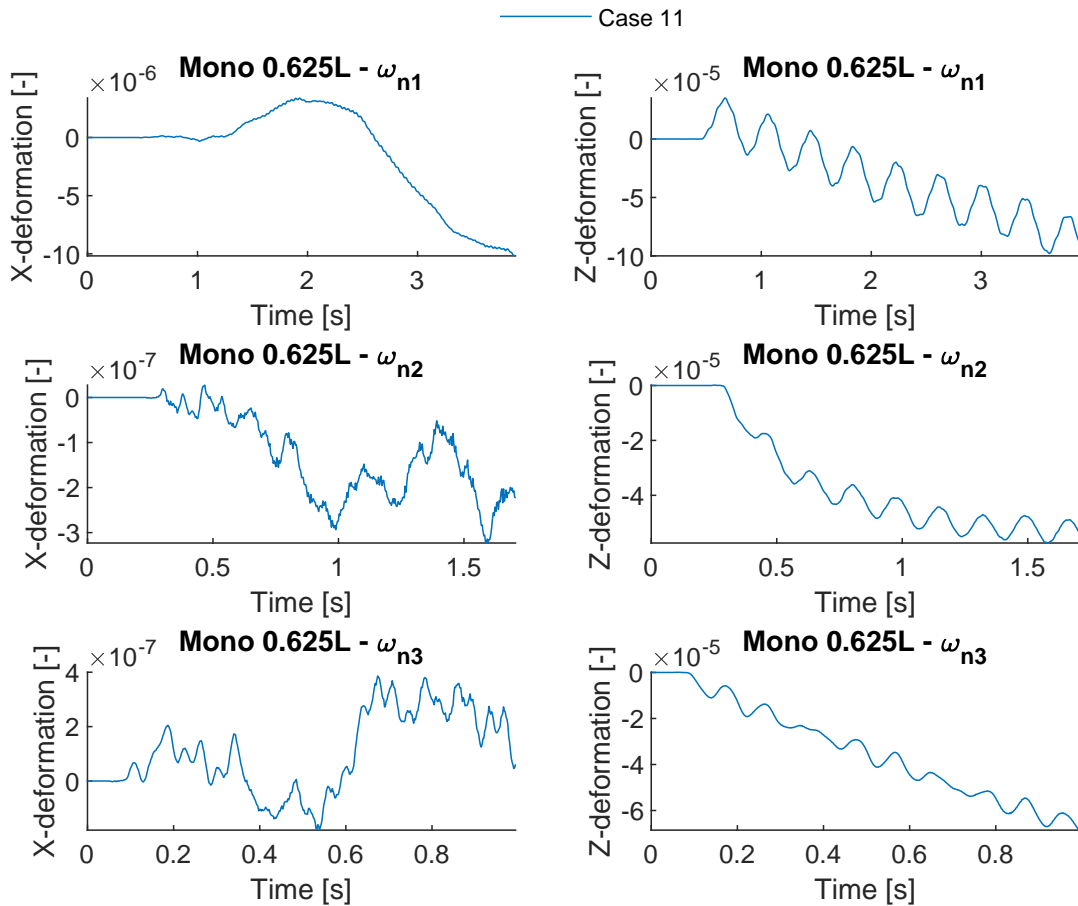 Case 11
×10-6 Mono 0.625L - ωn1
X-deformation [-]
0
-5
-10
0 1 2 3
Time [s]
×10-5 Mono 0.625L - ωn1
Z-deformation [-]
0
-5
-10
0 1 2 3
Time [s]
×10-7 Mono 0.625L - ωn2
X-deformation [-]
0
-1
-2
-3
0 0.5 1 1.5
Time [s]
×10-5 Mono 0.625L - ωn2
Z-deformation [-]
0
-2
-4
0 0.5 1 1.5
Time [s]
×10-7 Mono 0.625L - ωn3
X-deformation [-]
4
2
0
0 0.2 0.4 0.6 0.8
Time [s]
×10-5 Mono 0.625L - ωn3
Z-deformation [-]
0
-2
-4
-6
0 0.2 0.4 0.6 0.8
Time [s]